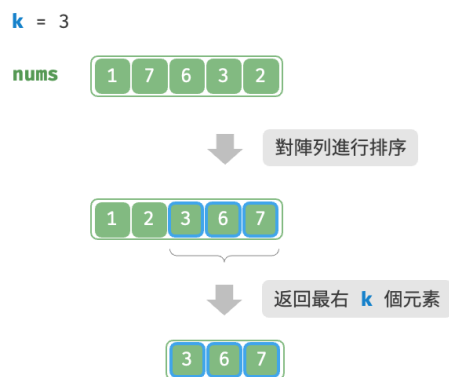 k = 3
nums 1 7 6 3 2
對陣列進行排序
1 2 3 6 7
返回最右 k 個元素
3 6 7